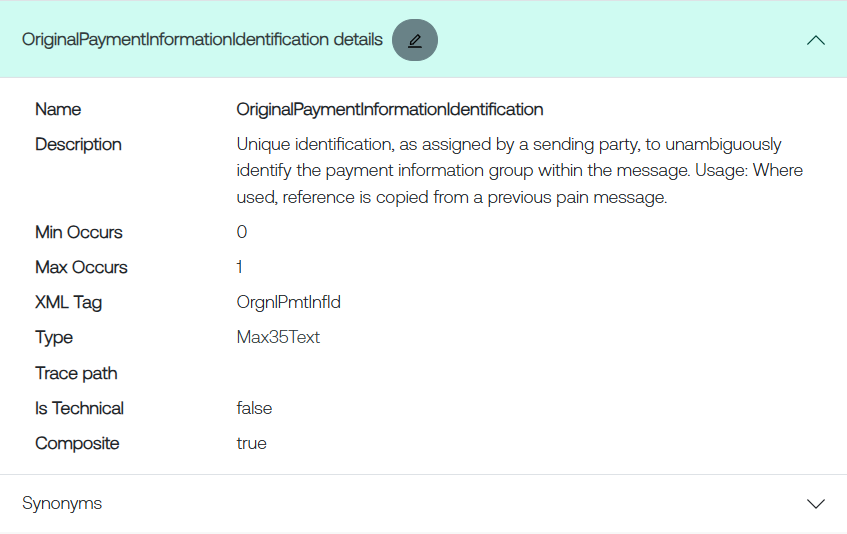 OriginalPaymentInformationIdentification details
Name OriginalPaymentInformationIdentification
Description Unique identification, as assigned by a sending party, to unambiguously
identify the payment information group within the message. Usage: Where
used, reference is copied from a previous pain message.
Min Occurs 0
Max Occurs 1
XML Tag OrgnlPmtInfId
Type Max35Text
Trace path
Is Technical false
Composite true
Synonyms